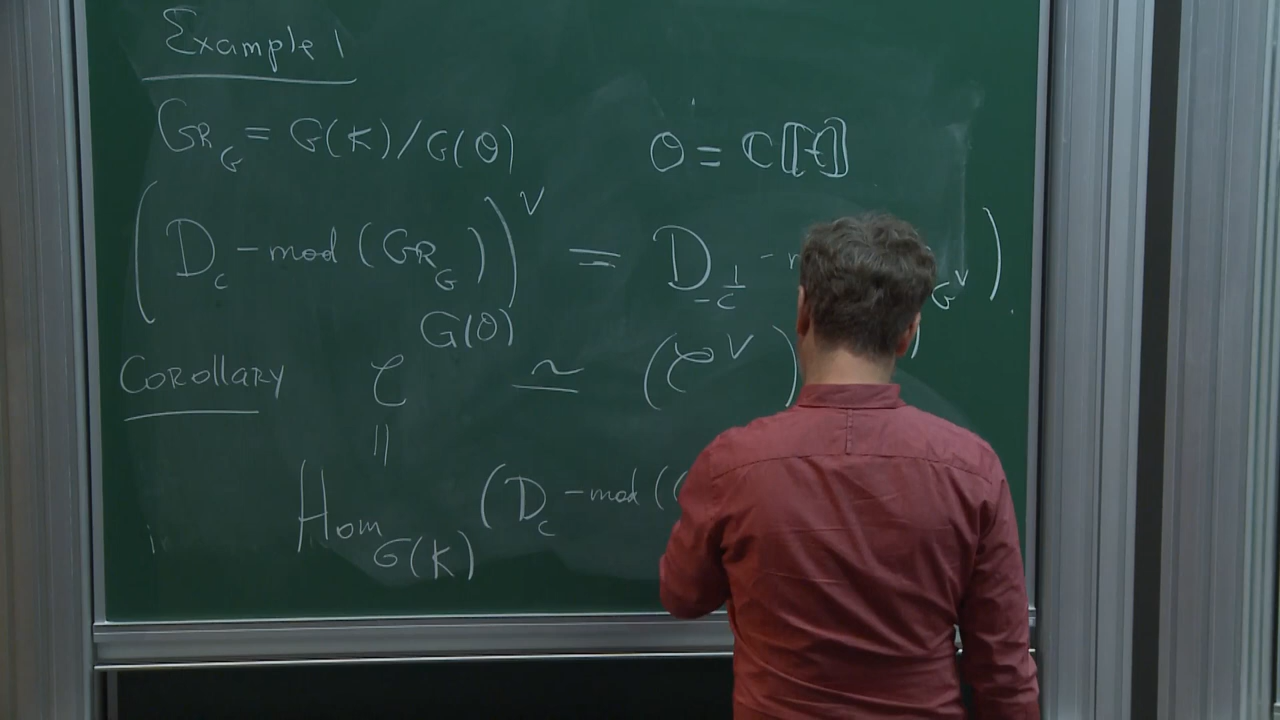 Example 1
GR_G = G(K)/G(O) O = C[[t]]
(D_c -mod (GR_G))^V = D_{-1/c} - G^V)
Corollary C^{G(O)} ≃ (C^V)
||
Hom_{G(K)} (D_c -mod (